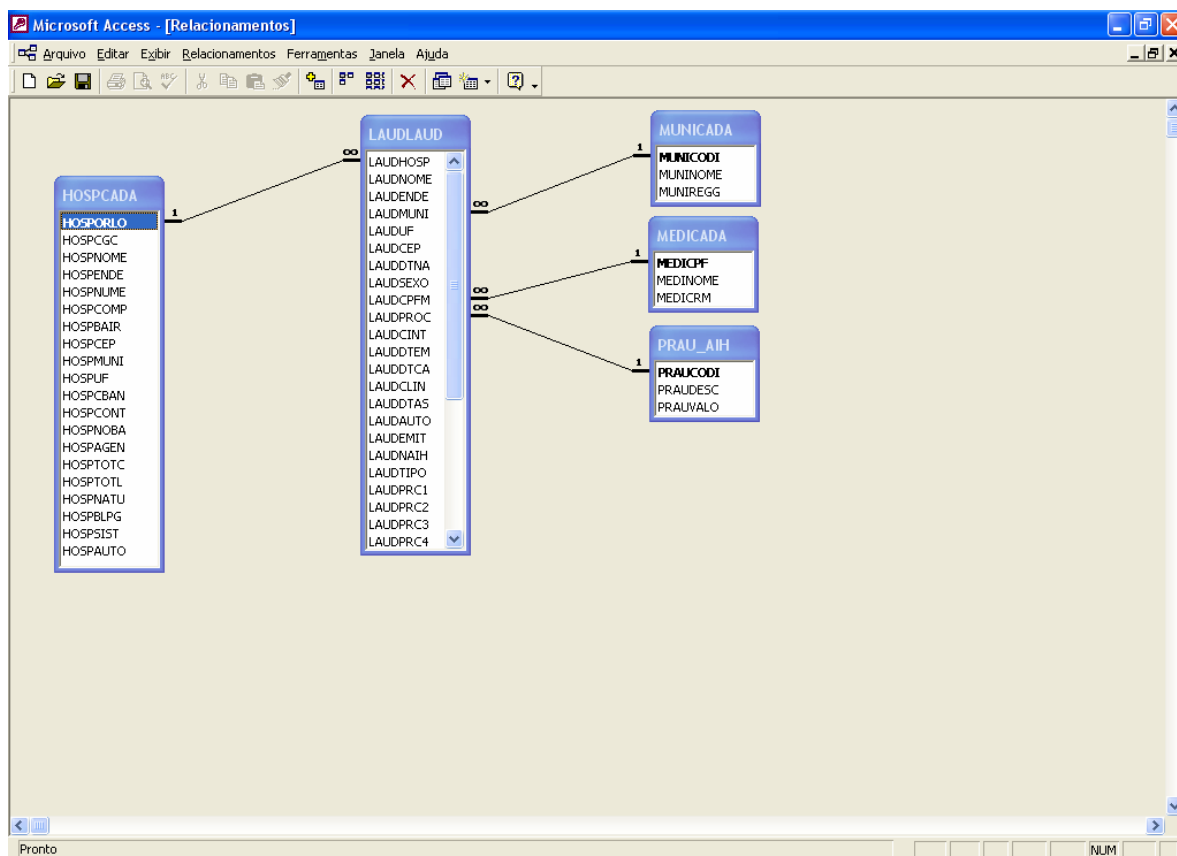 Microsoft Access - [Relacionamentos]
Arquivo Editar Exibir Relacionamentos Ferramentas Janela Ajuda
HOSPCADA
HOSPORLO
HOSPCGC
HOSPNOME
HOSPENDE
HOSPNUME
HOSPCOMP
HOSPBAIR
HOSPCEP
HOSPMUNI
HOSPUF
HOSPCBAN
HOSPCONT
HOSPNOBA
HOSPAGEN
HOSPTOTC
HOSPTOTL
HOSPNATU
HOSPBLPG
HOSPSIST
HOSPAUTO
1
∞
LAUDLAUD
LAUDHOSP
LAUDNOME
LAUDENDE
LAUDMUNI
LAUDUF
LAUDCEP
LAUDDTNA
LAUDSEXO
LAUDCPFM
LAUDPROC
LAUDCINT
LAUDDTEM
LAUDDTCA
LAUDCLIN
LAUDDTAS
LAUDAUTO
LAUDEMIT
LAUDNAIH
LAUDTIPO
LAUDPRC1
LAUDPRC2
LAUDPRC3
LAUDPRC4
∞
∞
∞
1
MUNICADA
MUNICODI
MUNINOME
MUNIREGG
1
MEDICADA
MEDICPF
MEDINOME
MEDICRM
1
PRAU_AIH
PRAUCODI
PRAUDESC
PRAUVALO
Pronto
NUM